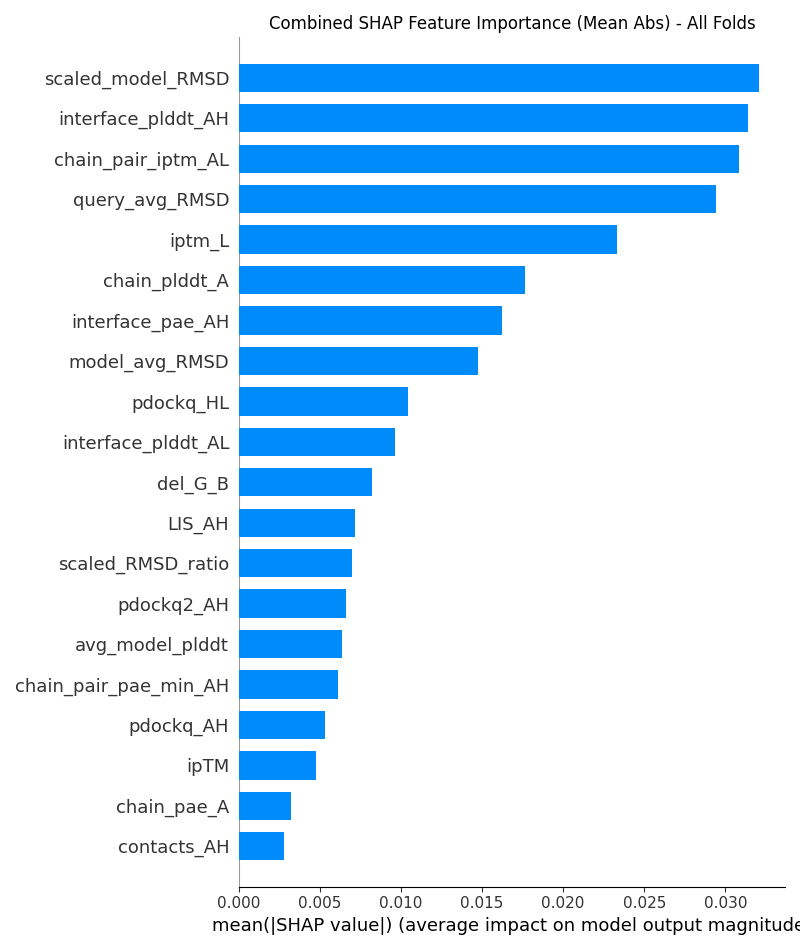 Combined SHAP Feature Importance (Mean Abs) - All Folds
scaled_model_RMSD
interface_plddt_AH
chain_pair_iptm_AL
query_avg_RMSD
iptm_L
chain_plddt_A
interface_pae_AH
model_avg_RMSD
pdockq_HL
interface_plddt_AL
del_G_B
LIS_AH
scaled_RMSD_ratio
pdockq2_AH
avg_model_plddt
chain_pair_pae_min_AH
pdockq_AH
ipTM
chain_pae_A
contacts_AH
0.000 0.005 0.010 0.015 0.020 0.025 0.030
mean(|SHAP value|) (average impact on model output magnitude